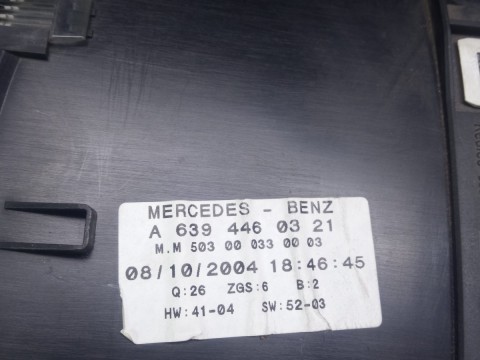 MERCEDES - BENZ
A 639 446 03 21
M.M 503 00 033 00 03
08/10/2004 18:46:45
Q:26 ZGS:6 B:2
HW:41-04 SW:52-03